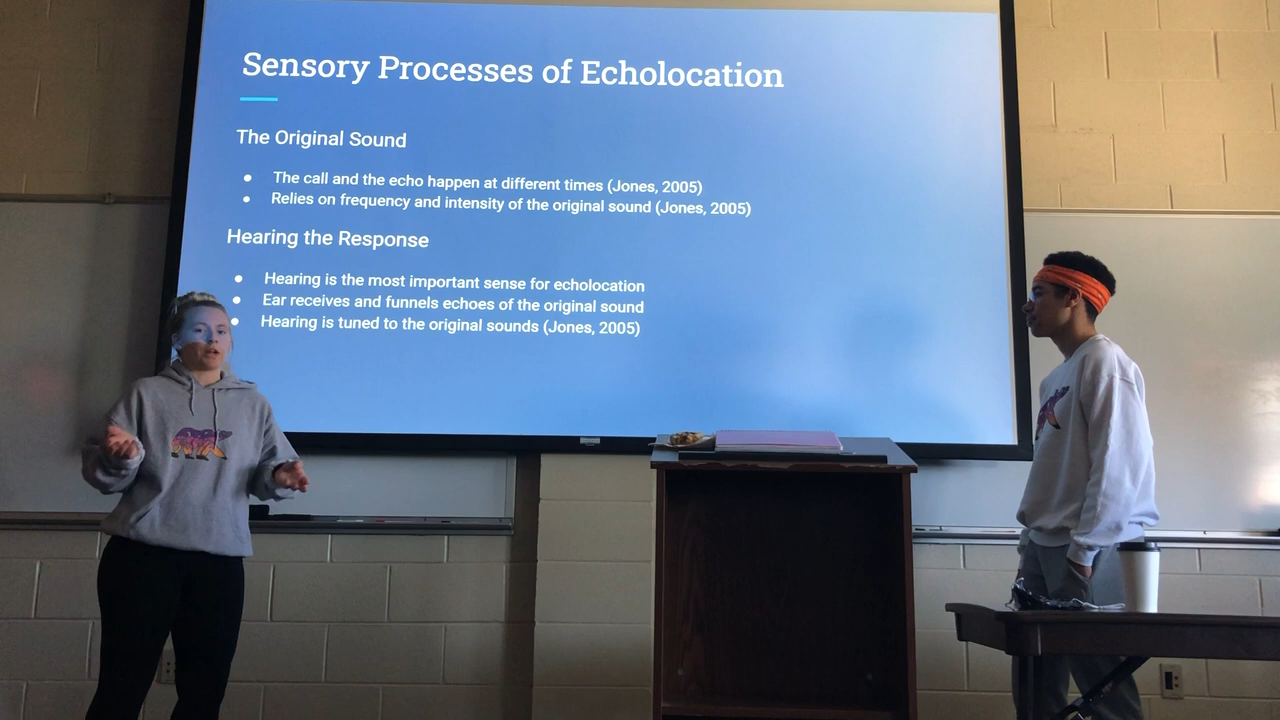 Sensory Processes of Echolocation
The Original Sound
● The call and the echo happen at different times (Jones, 2005)
● Relies on frequency and intensity of the original sound (Jones, 2005)
Hearing the Response
● Hearing is the most important sense for echolocation
● Ear receives and funnels echoes of the original sound
● Hearing is tuned to the original sounds (Jones, 2005)